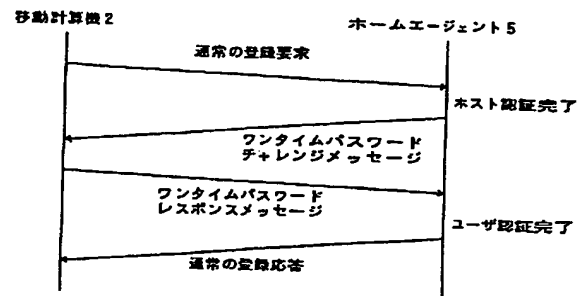 移動計算機2
ホームエージェント5
通常の登録要求
ホスト認証完了
ワンタイムパスワード
チャレンジメッセージ
ワンタイムパスワード
レスポンスメッセージ
ユーザ認証完了
通常の登録応答